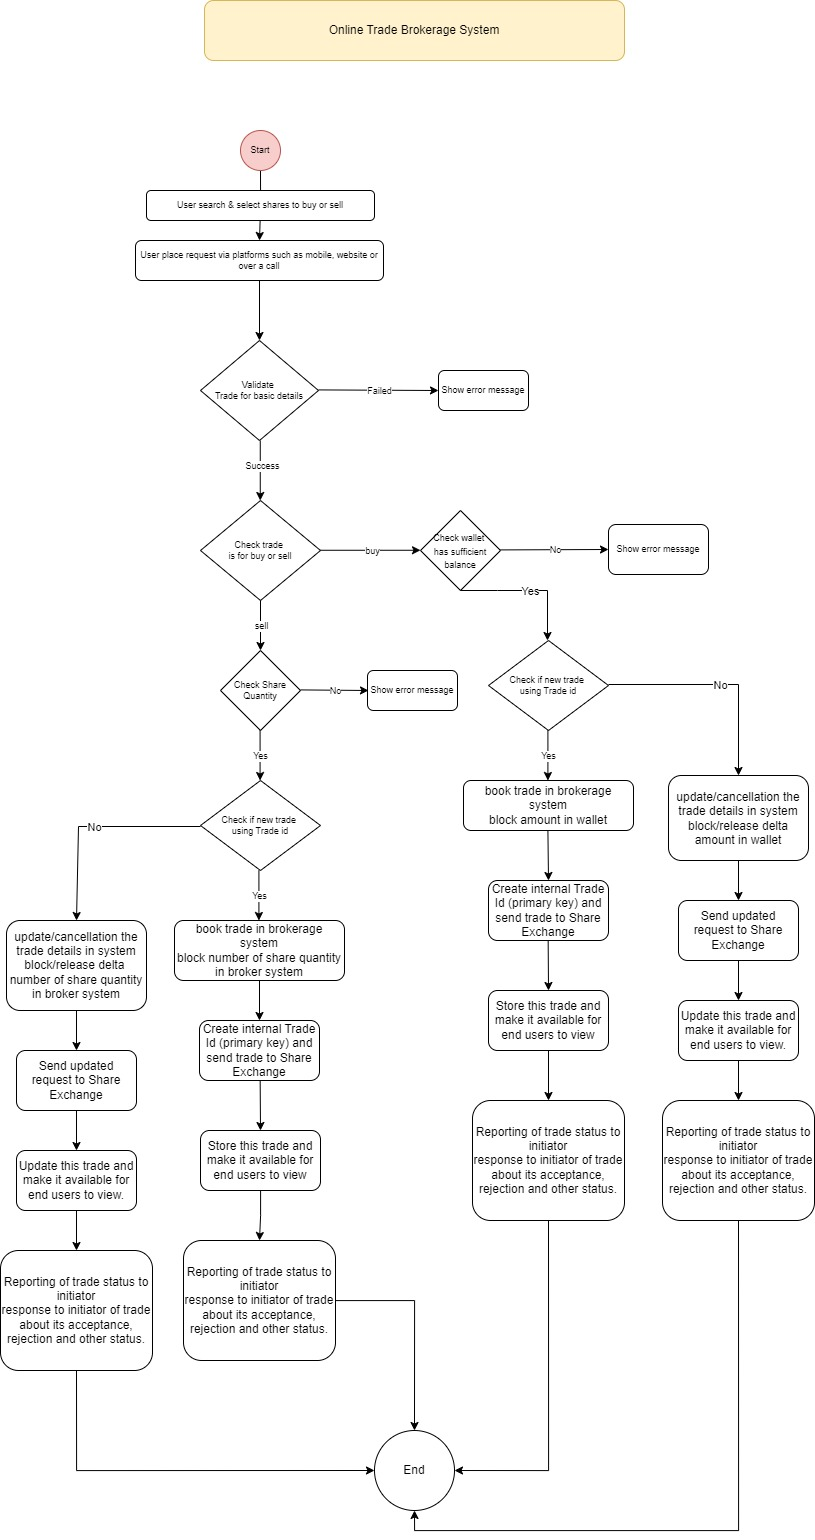 Online Trade Brokerage System
Start
User search & select shares to buy or sell
User place request via platforms such as mobile, website or
over a call
Validate
Trade for basic details
Failed
Show error message
Success
Check trade
is for buy or sell
buy
Check wallet
has sufficient
balance
No
Show error message
Yes
sell
Check Share
Quantity
No
Show error message
Check if new trade
using Trade id
No
Yes
Yes
book trade in brokerage
system
block amount in wallet
update/cancellation the
trade details in system
block/release delta
amount in wallet
Check if new trade
using Trade id
No
Yes
Create internal Trade
Id (primary key) and
send trade to Share
Exchange
Send updated
request to Share
Exchange
update/cancellation the
trade details in system
block/release delta
number of share quantity
in broker system
book trade in brokerage
system
block number of share quantity
in broker system
Store this trade and
make it available for
end users to view
Update this trade and
make it available for
end users to view.
Send updated
request to Share
Exchange
Create internal Trade
Id (primary key) and
send trade to Share
Exchange
Reporting of trade status to
initiator
response to initiator of trade
about its acceptance,
rejection and other status.
Reporting of trade status to
initiator
response to initiator of trade
about its acceptance,
rejection and other status.
Update this trade and
make it available for
end users to view.
Store this trade and
make it available for
end users to view
Reporting of trade status to
initiator
response to initiator of trade
about its acceptance,
rejection and other status.
Reporting of trade status to
initiator
response to initiator of trade
about its acceptance,
rejection and other status.
End